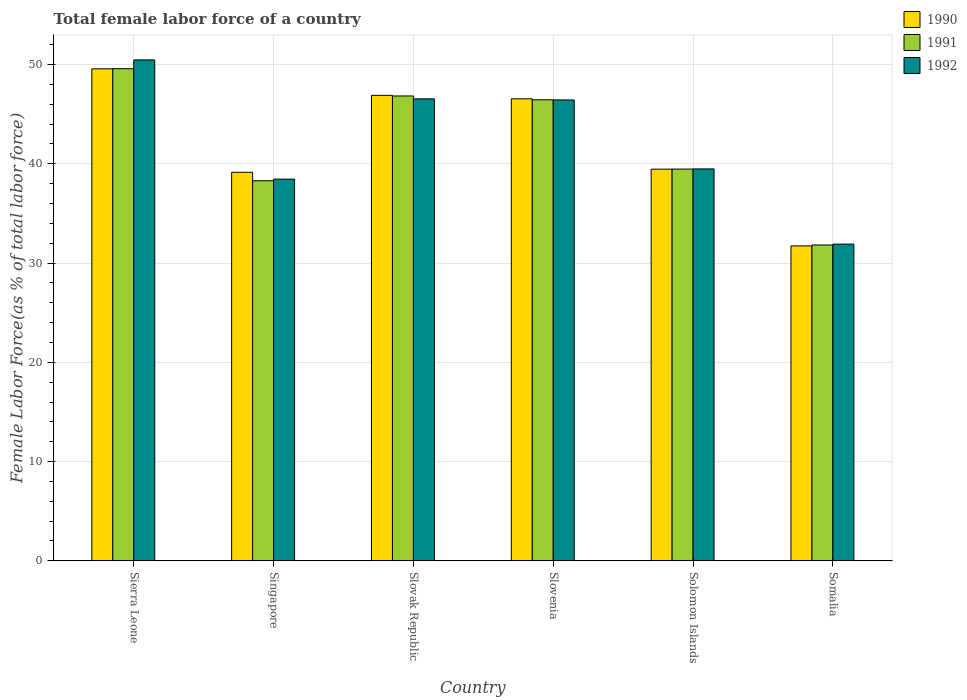 Total female labor force of a country
1990
1991
1992
Female Labor Force(as % of total labor force)
50
40
30
20
10
0
Sierra Leone
Singapore
Slovak Republic
Slovenia
Solomon Islands
Somalia
Country